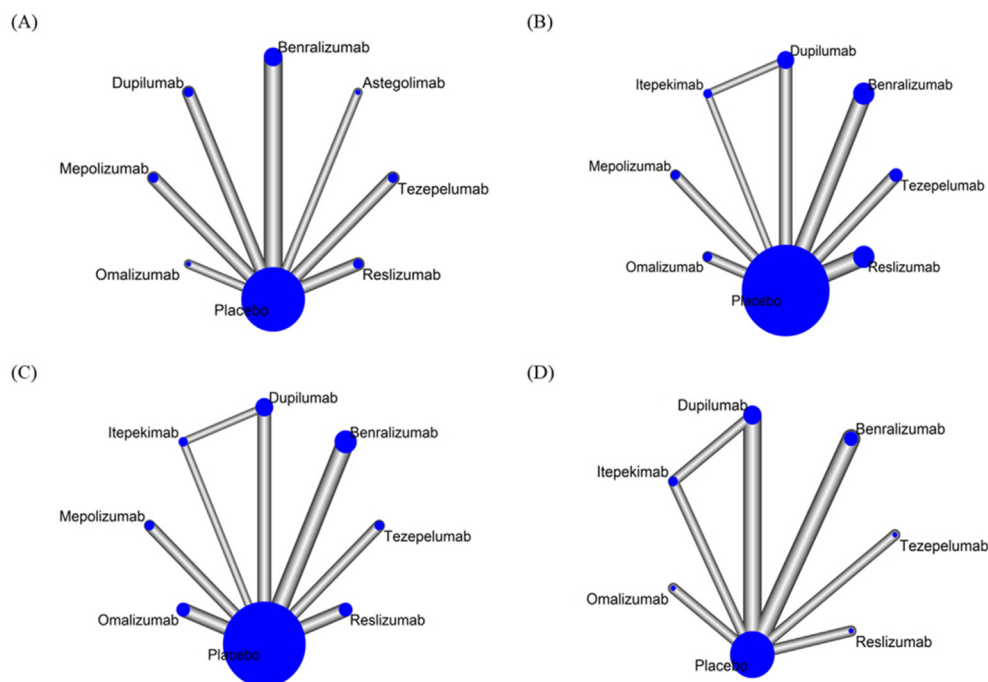 (A)
Benralizumab
Dupilumab
Astegolimab
Mepolizumab
Tezepelumab
Omalizumab
Reslizumab
Placebo
(B)
Dupilumab
Itepekimab
Benralizumab
Mepolizumab
Tezepelumab
Omalizumab
Reslizumab
Placebo
(C)
Dupilumab
Itepekimab
Benralizumab
Mepolizumab
Tezepelumab
Omalizumab
Reslizumab
Placebo
(D)
Dupilumab
Benralizumab
Itepekimab
Tezepelumab
Omalizumab
Reslizumab
Placebo